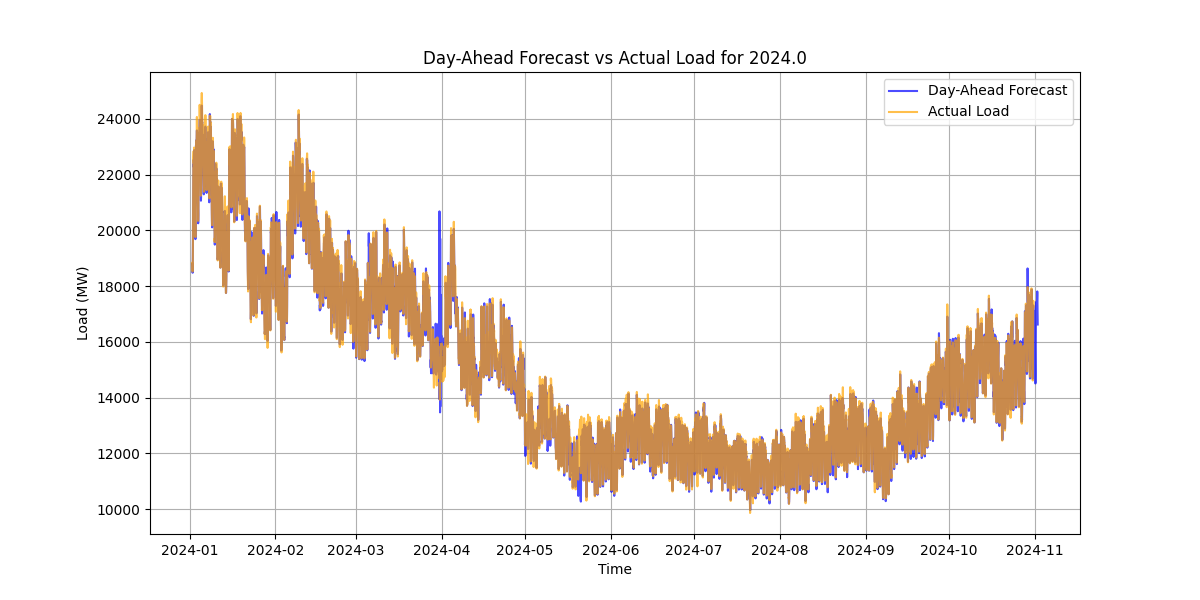 Day-Ahead Forecast vs Actual Load for 2024.0
Day-Ahead Forecast
Actual Load
24000
22000
20000
18000
16000
14000
12000
10000
Load (MW)
2024-01 2024-02 2024-03 2024-04 2024-05 2024-06 2024-07 2024-08 2024-09 2024-10 2024-11
Time